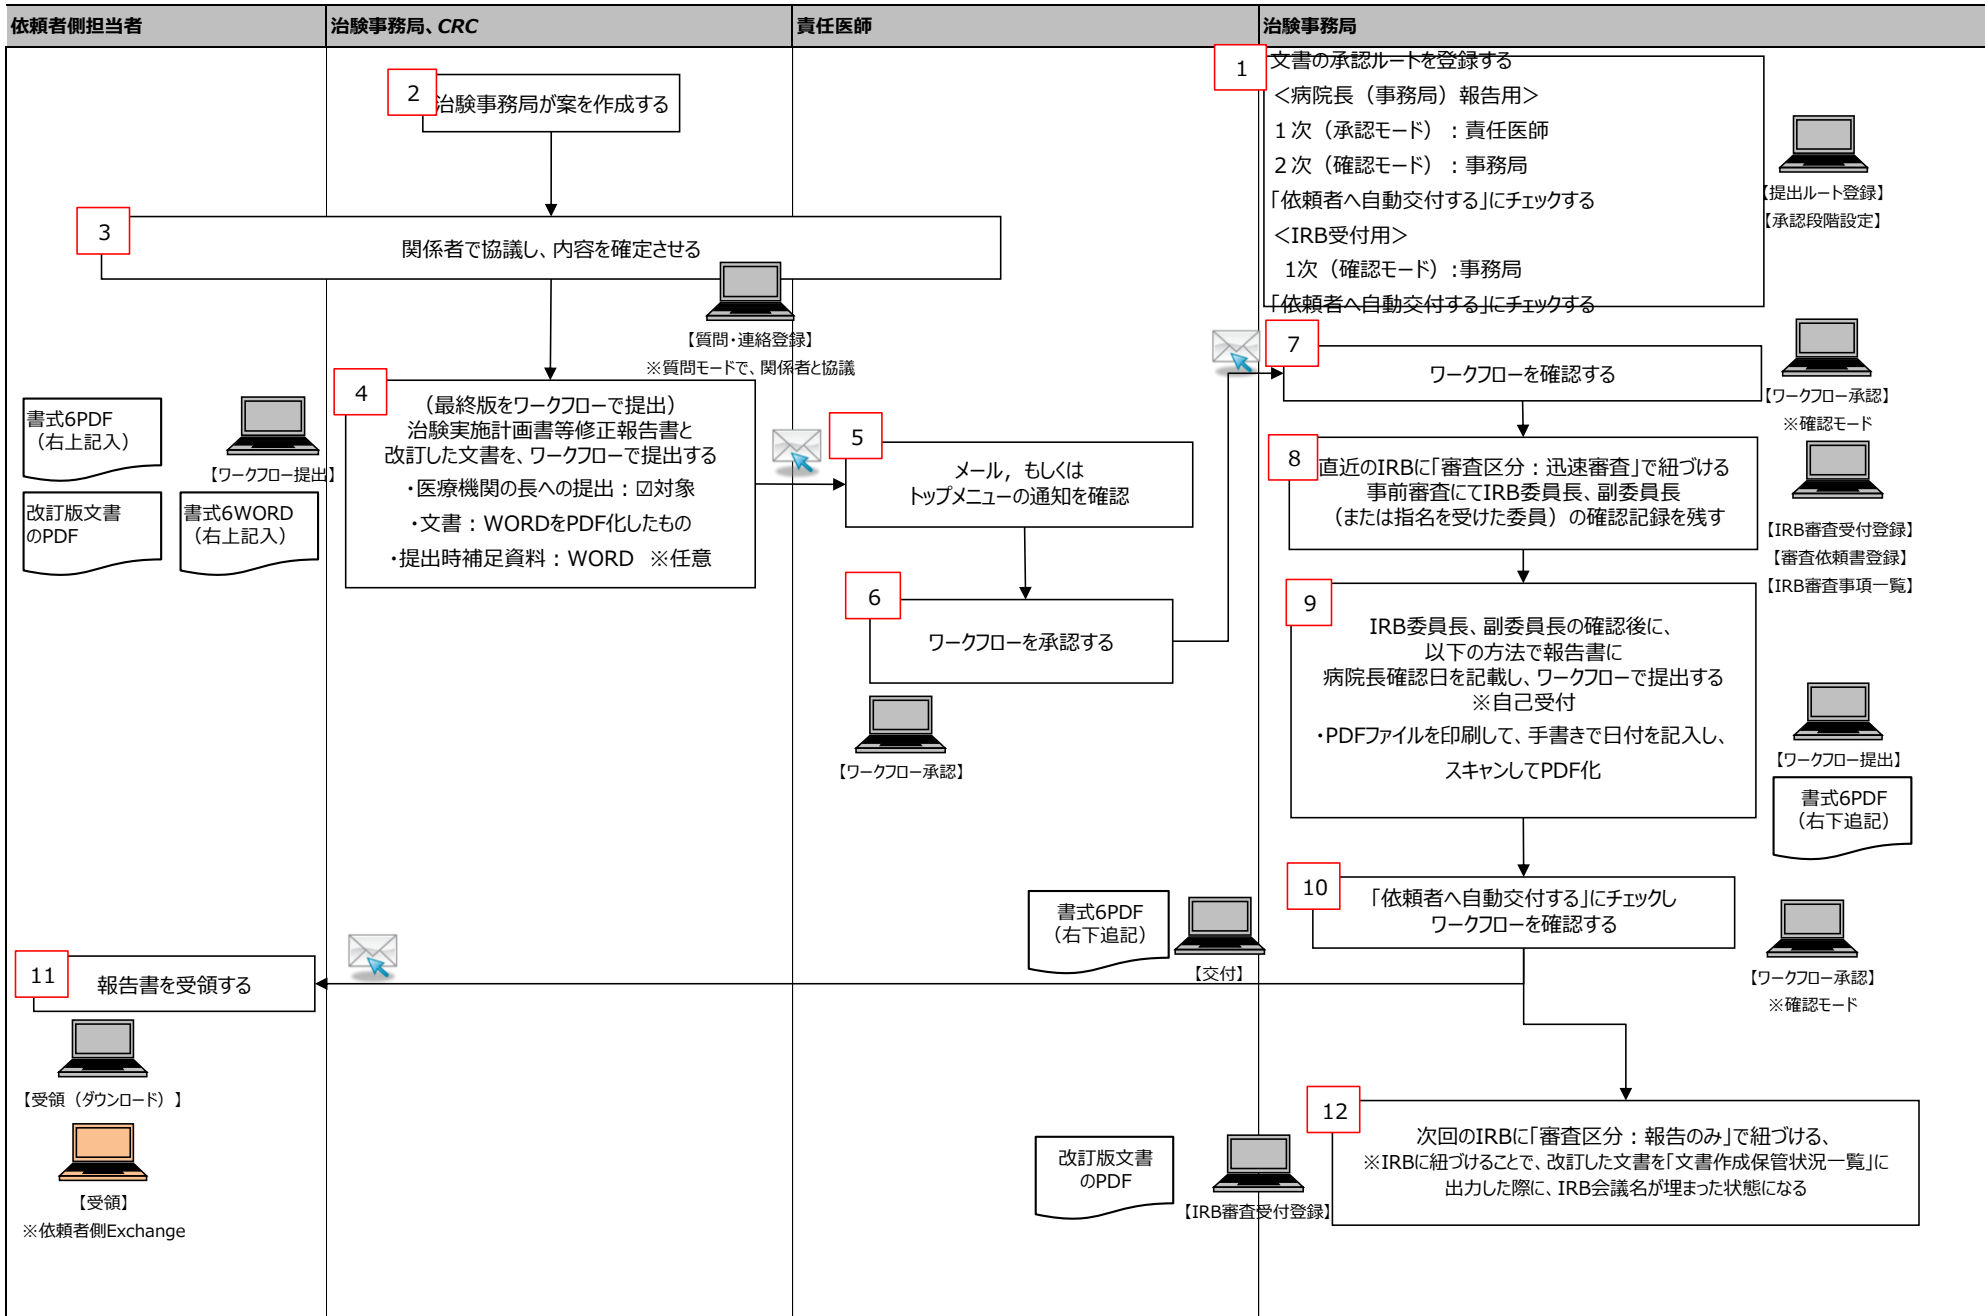 依頼者側担当者
治験事務局、CRC
責任医師
治験事務局
1
文書の承認ルートを登録する
<病院長（事務局）報告用>
１次（承認モード）：責任医師
２次（確認モード）：事務局
「依頼者へ自動交付する」にチェックする
<IRB受付用>
1次（確認モード）:事務局
「依頼者へ自動交付する」にチェックする
【提出ルート登録】
【承認段階設定】
2
治験事務局が案を作成する
3
関係者で協議し、内容を確定させる
【質問・連絡登録】
※質問モードで、関係者と協議
4
（最終版をワークフローで提出）
治験実施計画書等修正報告書と
改訂した文書を、ワークフローで提出する
・医療機関の長への提出：☑対象
・文書：WORDをPDF化したもの
・提出時補足資料：WORD　※任意
書式6PDF
（右上記入）
【ワークフロー提出】
改訂版文書
のPDF
書式6WORD
（右上記入）
5
メール，もしくは
トップメニューの通知を確認
6
ワークフローを承認する
【ワークフロー承認】
7
ワークフローを確認する
【ワークフロー承認】
※確認モード
8
直近のIRBに「審査区分：迅速審査」で紐づける
事前審査にてIRB委員長、副委員長
（または指名を受けた委員）の確認記録を残す
【IRB審査受付登録】
【審査依頼書登録】
【IRB審査事項一覧】
9
IRB委員長、副委員長の確認後に、
以下の方法で報告書に
病院長確認日を記載し、ワークフローで提出する
※自己受付
・PDFファイルを印刷して、手書きで日付を記入し、
スキャンしてPDF化
【ワークフロー提出】
書式6PDF
（右下追記）
10
「依頼者へ自動交付する」にチェックし
ワークフローを確認する
書式6PDF
（右下追記）
【交付】
【ワークフロー承認】
※確認モード
11
報告書を受領する
【受領（ダウンロード）】
【受領】
※依頼者側Exchange
12
次回のIRBに「審査区分：報告のみ」で紐づける、
※IRBに紐づけることで、改訂した文書を「文書作成保管状況一覧」に
出力した際に、IRB会議名が埋まった状態になる
改訂版文書
のPDF
【IRB審査受付登録】